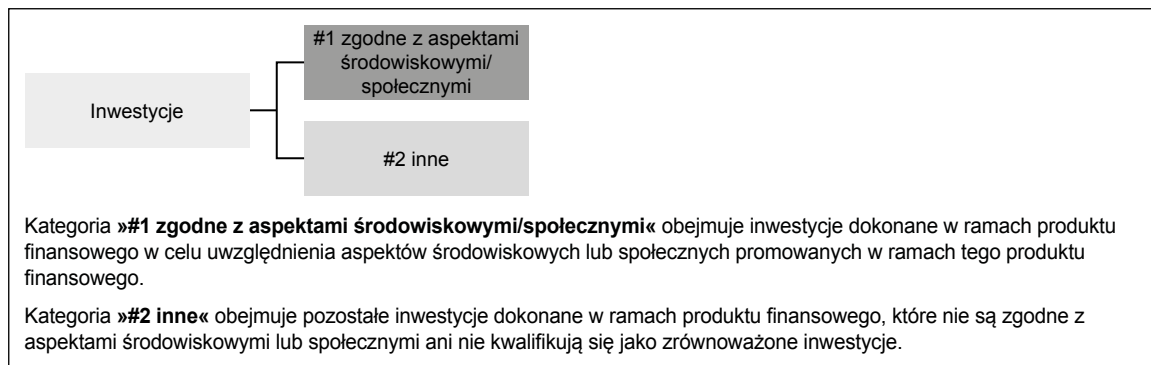 #1 zgodne z aspektami
środowiskowymi/
społecznymi
Inwestycje
#2 inne
Kategoria »#1 zgodne z aspektami środowiskowymi/społecznymi« obejmuje inwestycje dokonane w ramach produktu
finansowego w celu uwzględnienia aspektów środowiskowych lub społecznych promowanych w ramach tego produktu
finansowego.
Kategoria »#2 inne« obejmuje pozostałe inwestycje dokonane w ramach produktu finansowego, które nie są zgodne z
aspektami środowiskowymi lub społecznymi ani nie kwalifikują się jako zrównoważone inwestycje.